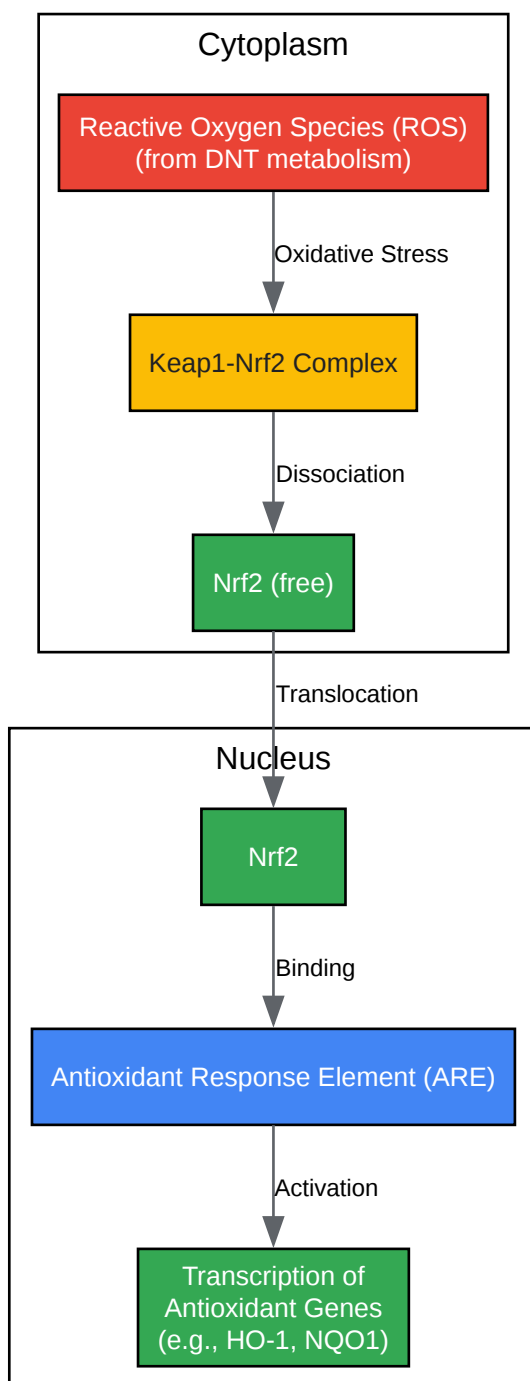 Cytoplasm
Reactive Oxygen Species (ROS)
(from DNT metabolism)
Oxidative Stress
Keap1-Nrf2 Complex
Dissociation
Nrf2 (free)
Translocation
Nucleus
Nrf2
Binding
Antioxidant Response Element (ARE)
Activation
Transcription of
Antioxidant Genes
(e.g., HO-1, NQO1)